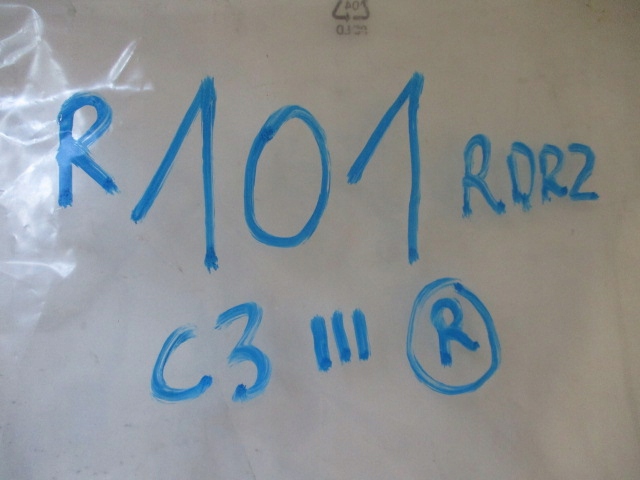 R101 RDR2
C3 III Ⓡ